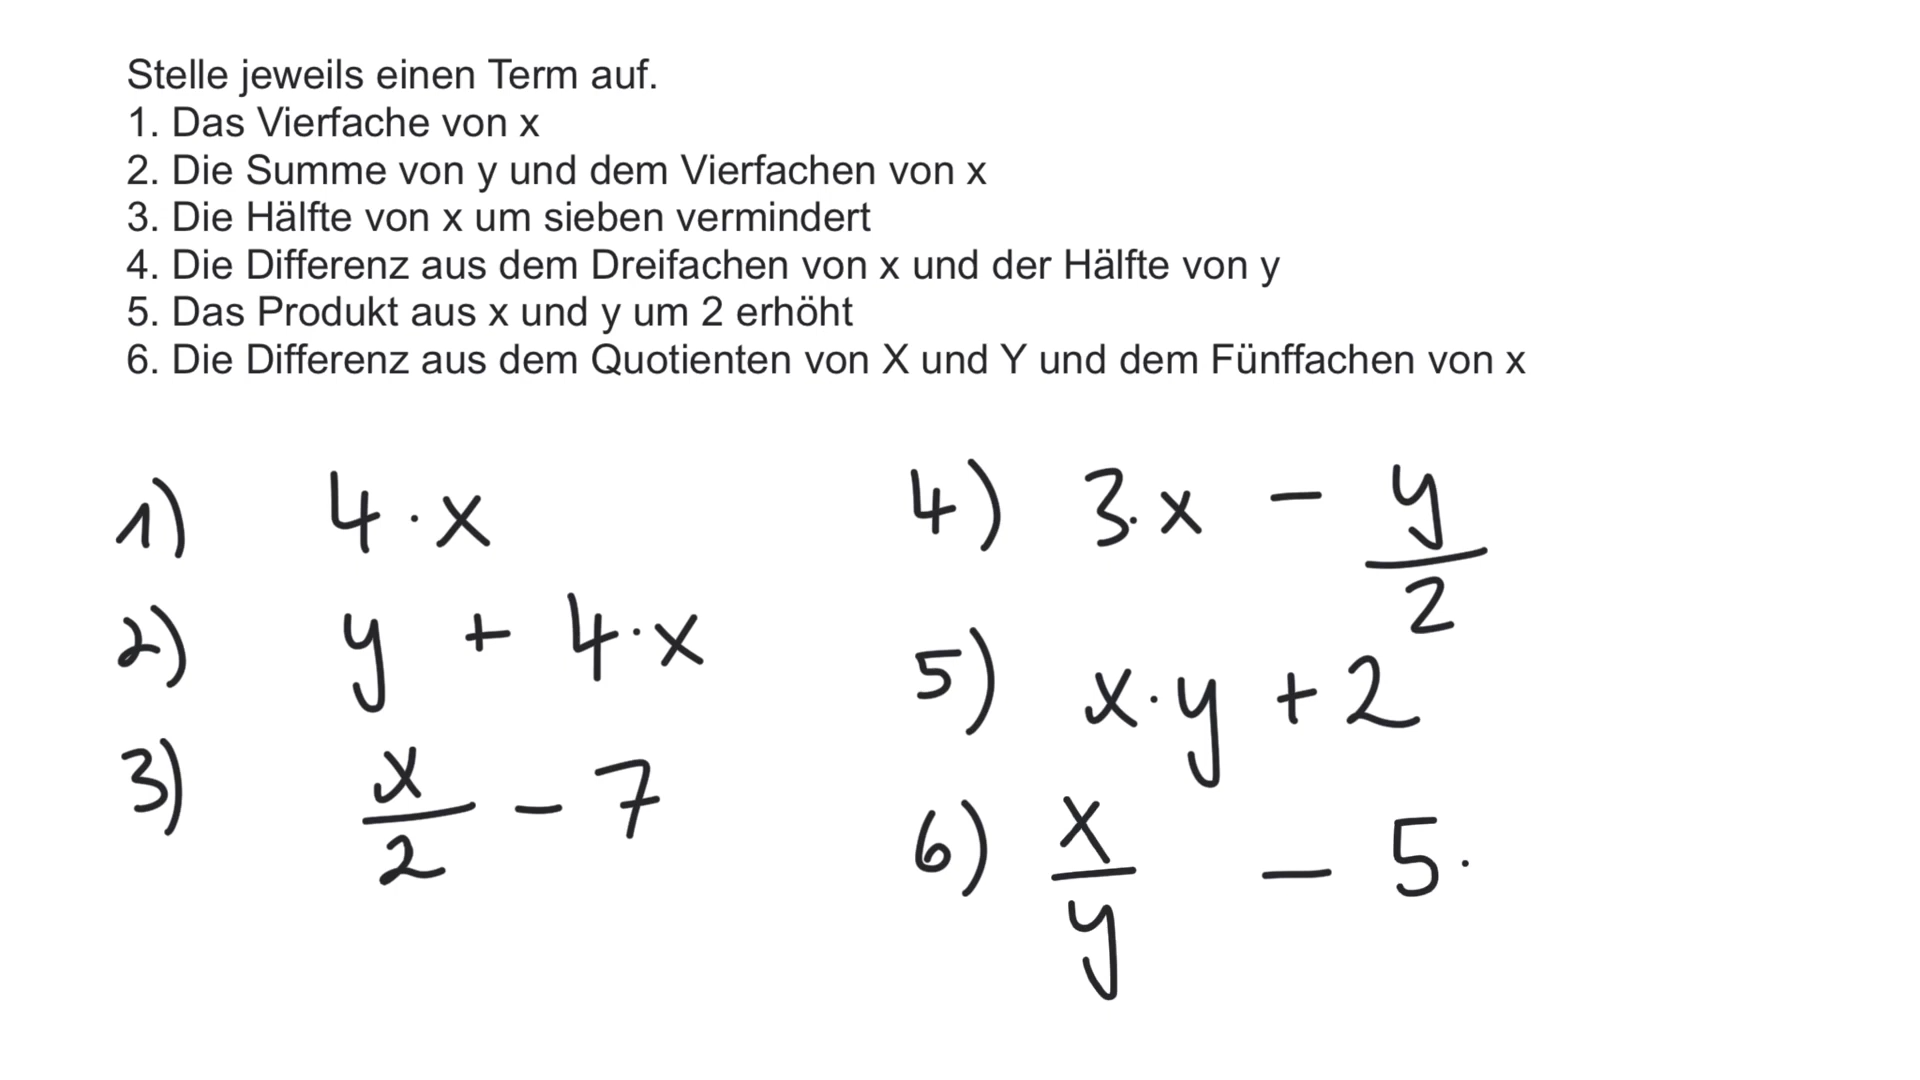 Stelle jeweils einen Term auf.
1. Das Vierfache von x
2. Die Summe von y und dem Vierfachen von x
3. Die Hälfte von x um sieben vermindert
4. Die Differenz aus dem Dreifachen von x und der Hälfte von y
5. Das Produkt aus x und y um 2 erhöht
6. Die Differenz aus dem Quotienten von X und Y und dem Fünffachen von x
1) 4·x
2) y + 4·x
3) x/2 - 7
4) 3·x - y/2
5) x·y + 2
6) x/y - 5·